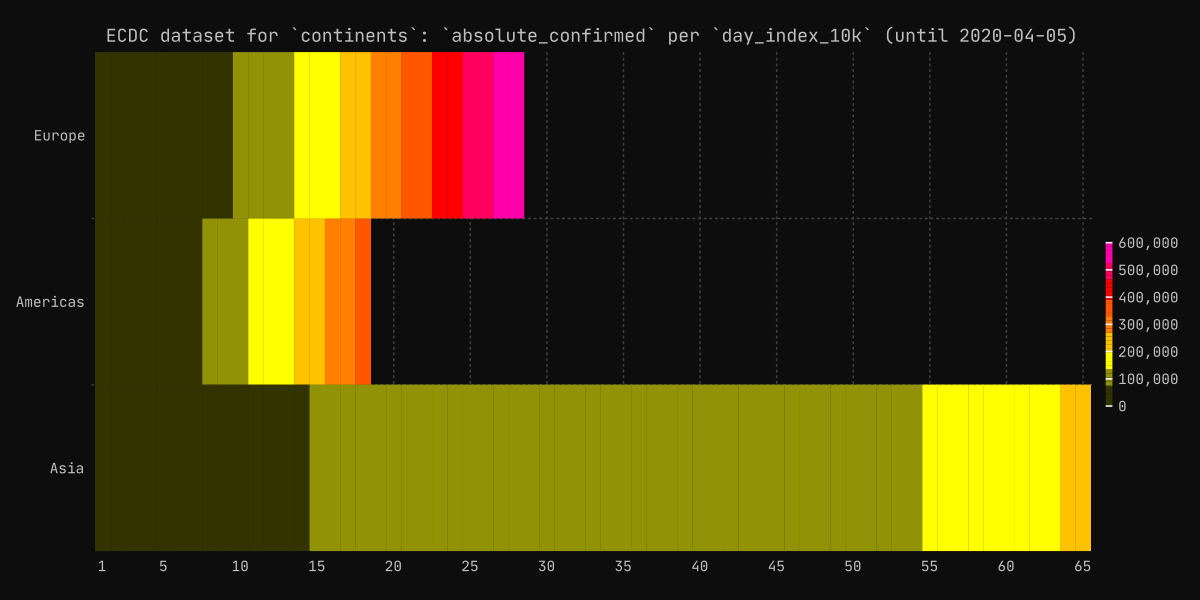 ECDC dataset for `continents`: `absolute_confirmed` per `day_index_10k` (until 2020-04-05)
Europe
Americas
Asia
600,000
500,000
400,000
300,000
200,000
100,000
0
1 5 10 15 20 25 30 35 40 45 50 55 60 65